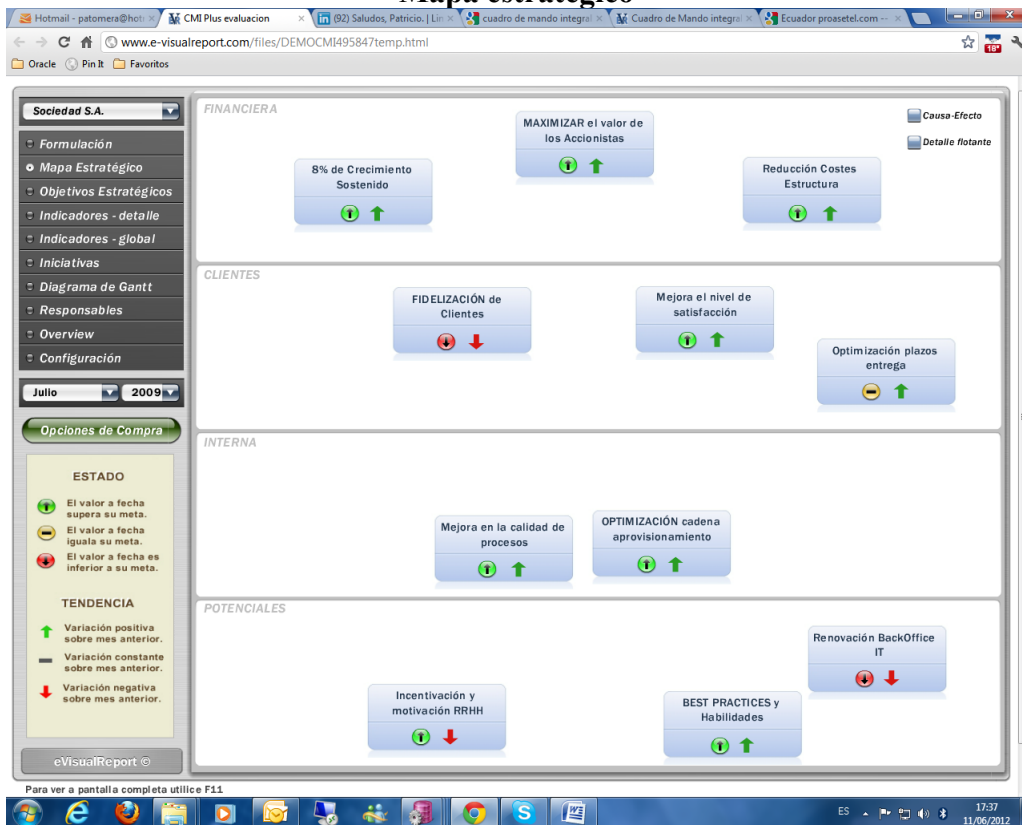 Mapa estratégico
Hotmail - patomera@hot
CMI Plus evaluacion
(92) Saludos, Patricio. | Lin
cuadro de mando integral
Cuadro de Mando integral
Ecuador proasetel.com --
www.e-visualreport.com/files/DEMOCMI495847temp.html
18°
Oracle
Pin It
Favoritos
Sociedad S.A.
Formulación
Mapa Estratégico
Objetivos Estratégicos
Indicadores - detalle
Indicadores - global
Iniciativas
Diagrama de Gantt
Responsables
Overview
Configuración
Julio
2009
Opciones de Compra
ESTADO
El valor a fecha
supera su meta.
El valor a fecha
iguala su meta.
El valor a fecha es
inferior a su meta.
TENDENCIA
Variación positiva
sobre mes anterior.
Variación constante
sobre mes anterior.
Variación negativa
sobre mes anterior.
eVisualReport ©
FINANCIERA
Causa-Efecto
Detalle flotante
MAXIMIZAR el valor de
los Accionistas
8% de Crecimiento
Sostenido
Reducción Costes
Estructura
CLIENTES
FIDELIZACIÓN de
Clientes
Mejora el nivel de
satisfacción
Optimización plazos
entrega
INTERNA
Mejora en la calidad de
procesos
OPTIMIZACIÓN cadena
aprovisionamiento
POTENCIALES
Renovación BackOffice
IT
Incentivación y
motivación RRHH
BEST PRACTICES y
Habilidades
Para ver a pantalla completa utilice F11
ES
17:37
11/06/2012